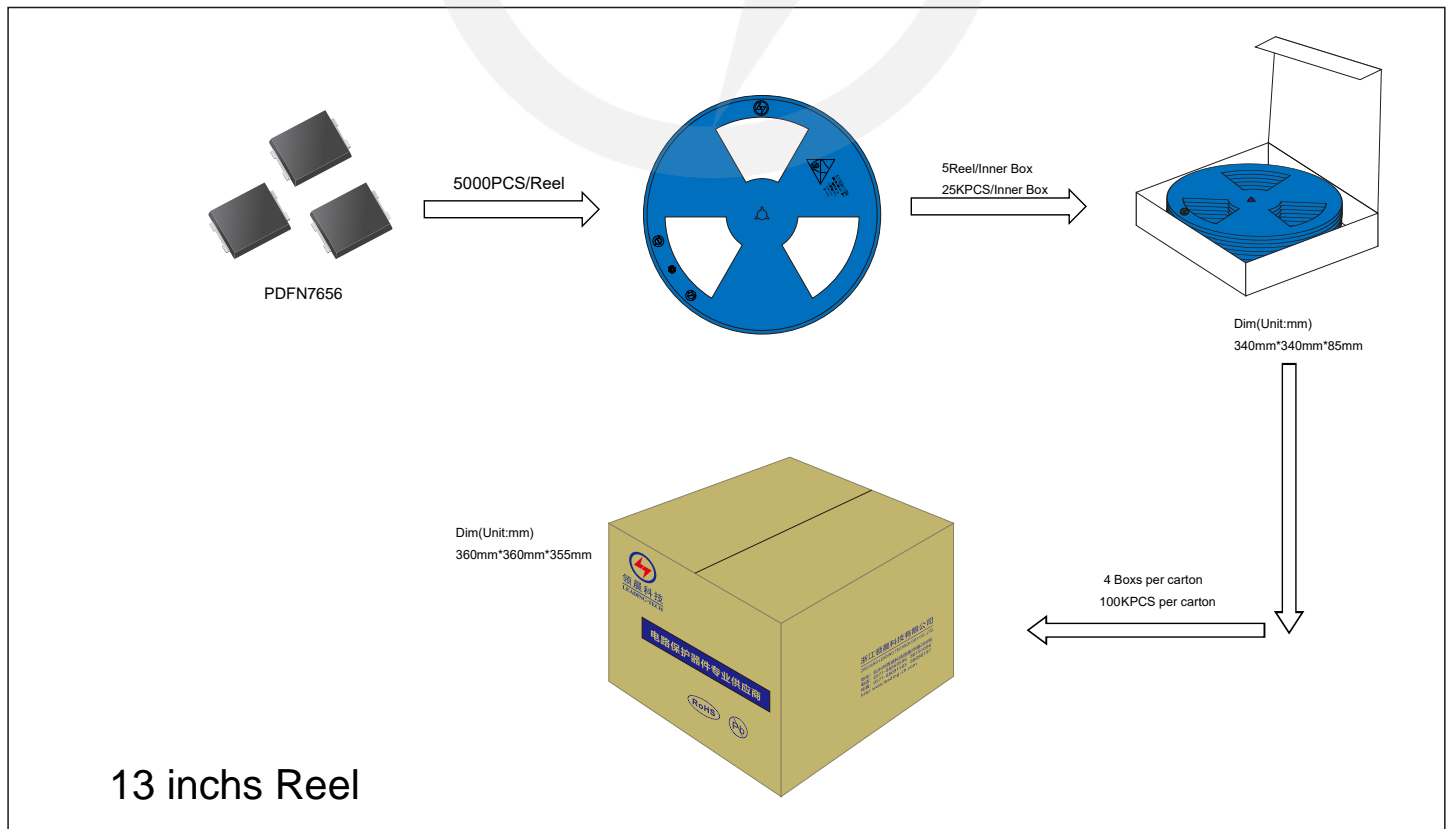 PDFN7656
5000PCS/Reel
5Reel/Inner Box
25KPCS/Inner Box
Dim(Unit:mm)
340mm*340mm*85mm
4 Boxs per carton
100KPCS per carton
Dim(Unit:mm)
360mm*360mm*355mm
领晨科技
LEADING-TECH
电路保护器件专业供应商
RoHS
Pb
浙江领晨科技有限公司
13 inchs Reel